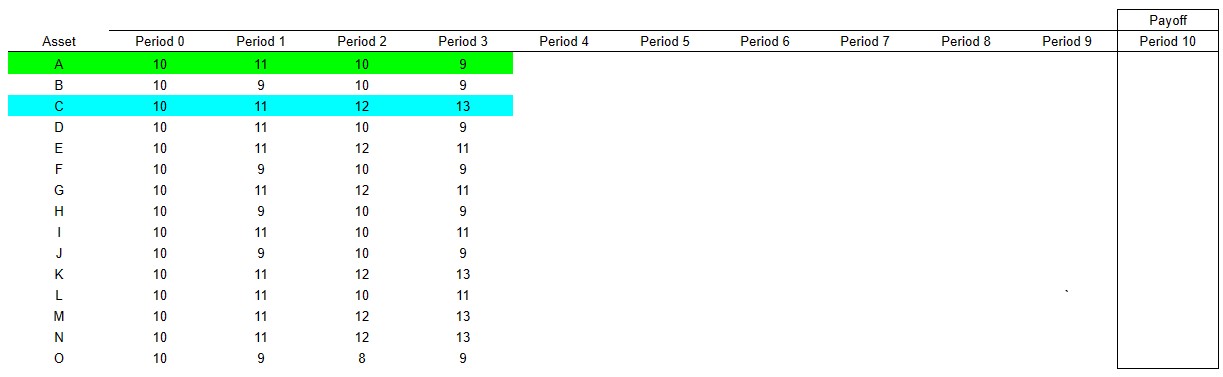 Payoff
Asset Period 0 Period 1 Period 2 Period 3 Period 4 Period 5 Period 6 Period 7 Period 8 Period 9 Period 10
A 10 11 10 9
B 10 9 10 9
C 10 11 12 13
D 10 11 10 9
E 10 11 12 11
F 10 9 10 9
G 10 11 12 11
H 10 9 10 9
I 10 11 10 11
J 10 9 10 9
K 10 11 12 13
L 10 11 10 11 `
M 10 11 12 13
N 10 11 12 13
O 10 9 8 9